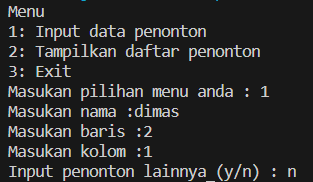 Menu
1: Input data penonton
2: Tampilkan daftar penonton
3: Exit
Masukan pilihan menu anda : 1
Masukan nama :dimas
Masukan baris :2
Masukan kolom :1
Input penonton lainnya (y/n) : n